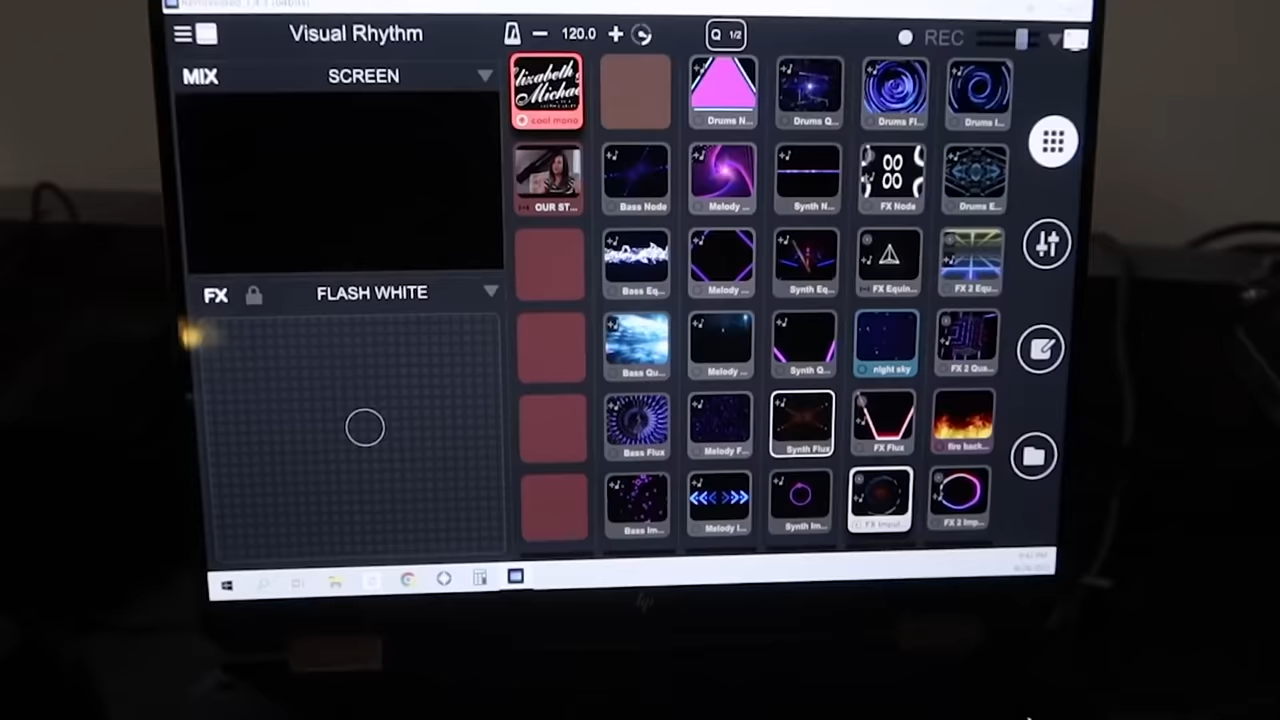 Visual Rhythm
120.0
Q 1/2
REC
MIX SCREEN
Elizabeth
Michae
cool mono
Drums N...
Drums Q...
Drums Fl...
Drums I...
OUR ST...
Bass Node
Melody ...
Synth N...
FX Node
Drums E...
Bass Eq...
Melody ...
Synth Eq...
FX Equin...
FX 2 Equ...
FX FLASH WHITE
Bass Qu...
Melody ...
Synth Q...
night sky
FX 2 Qua...
Bass Flux
Melody F...
Synth Flux
FX Flux
fire back...
Bass Im...
Melody I...
Synth Im...
FX Impul...
FX 2 Imp...
hp